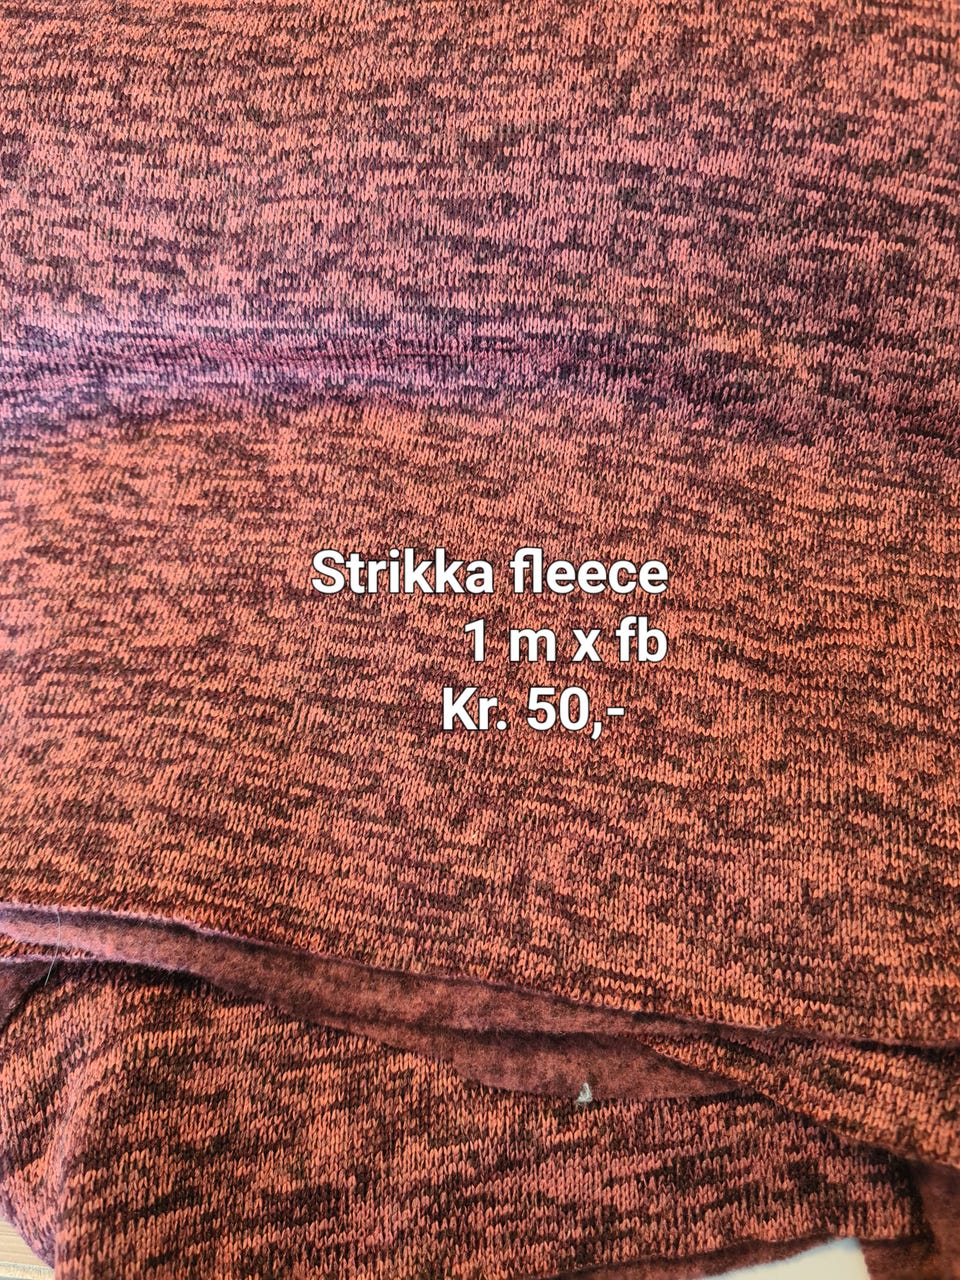 Strikka fleece
1 m x fb
Kr. 50,-